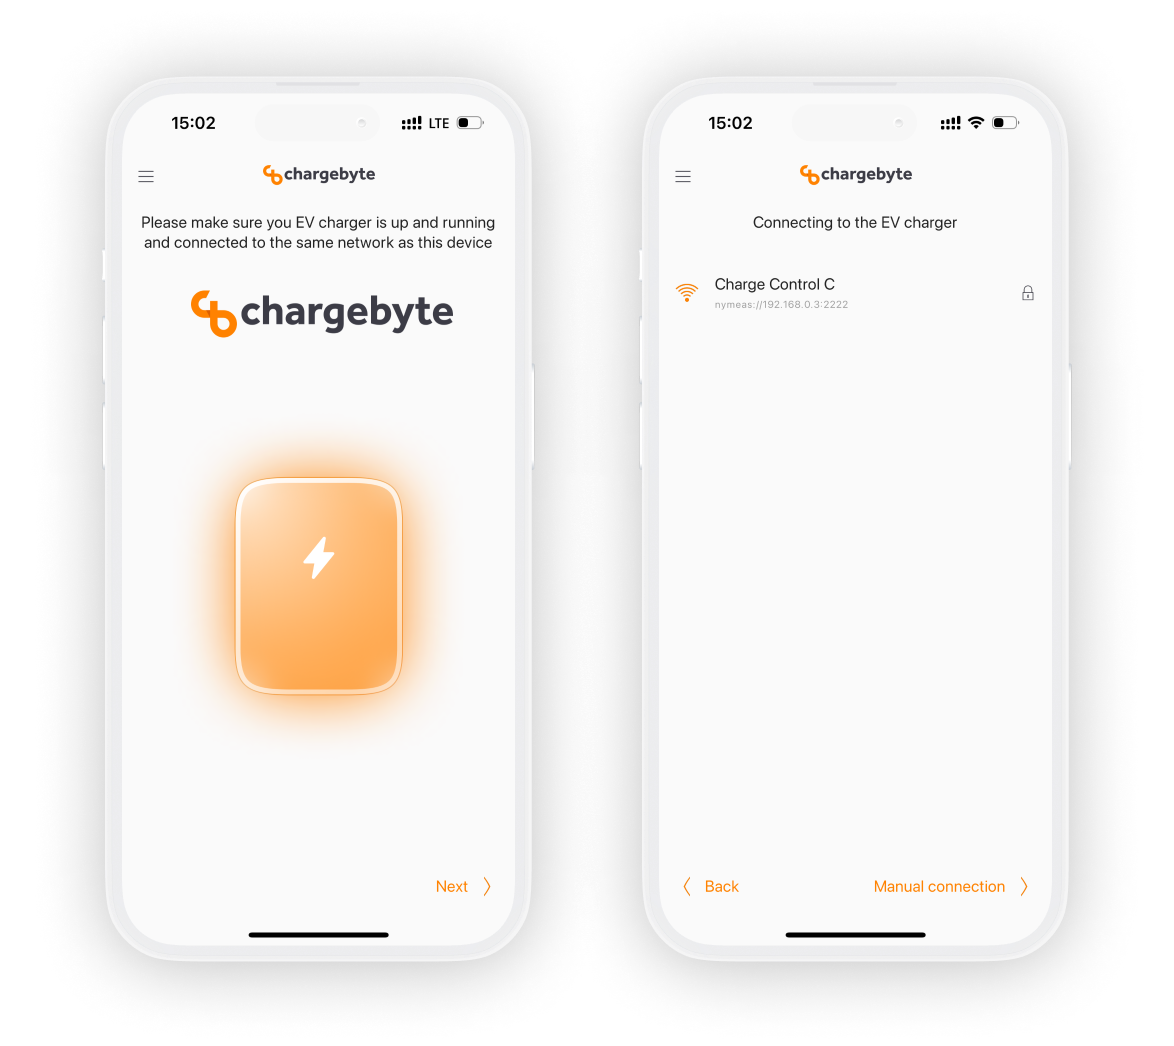 15:02
LTE
chargebyte
Please make sure you EV charger is up and running
and connected to the same network as this device
chargebyte
Next
15:02
chargebyte
Connecting to the EV charger
Charge Control C
nymeas://192.168.0.3:2222
Back
Manual connection